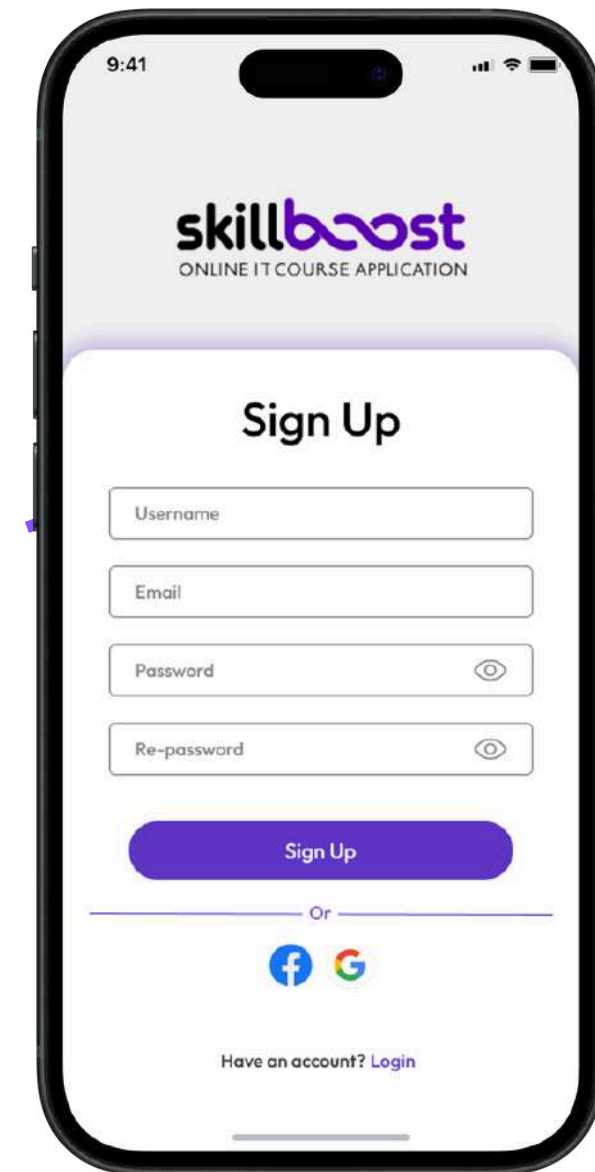 9:41
skillboost
ONLINE IT COURSE APPLICATION
Sign Up
Username
Email
Password
Re-password
Sign Up
Or
Have an account? Login